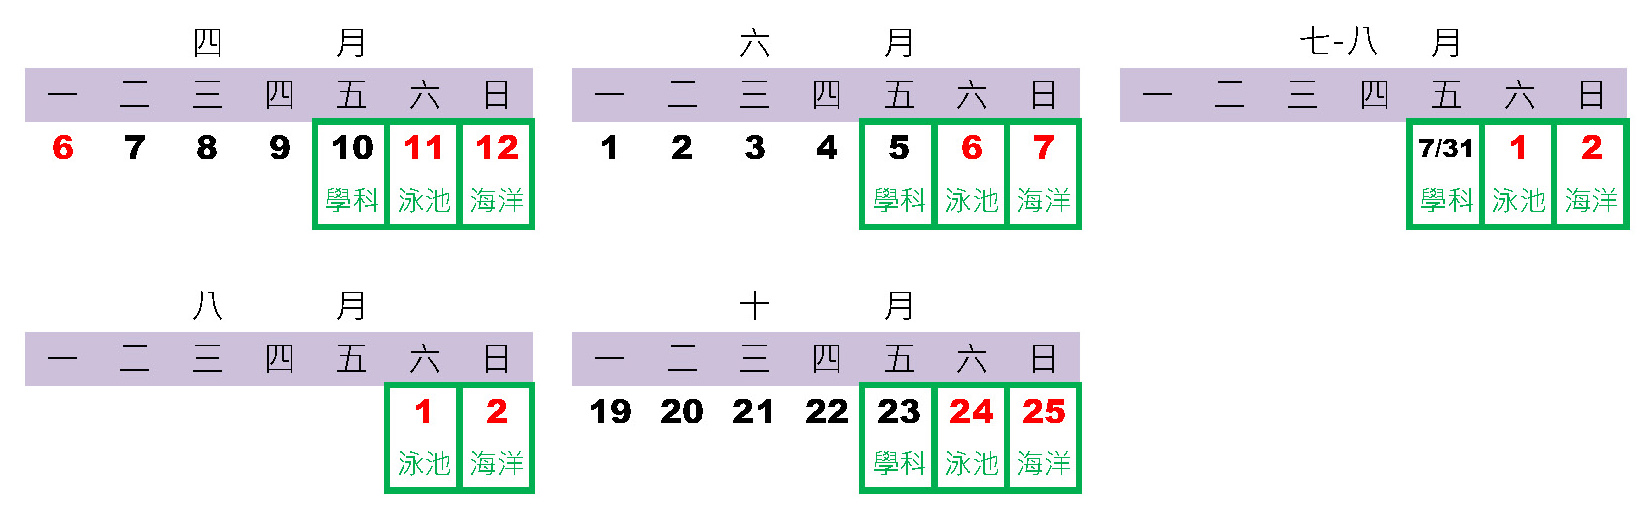 四 月
一 二 三 四 五 六 日
6 7 8 9 10 11 12
學科 泳池 海洋
六 月
一 二 三 四 五 六 日
1 2 3 4 5 6 7
學科 泳池 海洋
七-八 月
一 二 三 四 五 六 日
7/31 1 2
學科 泳池 海洋
八 月
一 二 三 四 五 六 日
1 2
泳池 海洋
十 月
一 二 三 四 五 六 日
19 20 21 22 23 24 25
學科 泳池 海洋